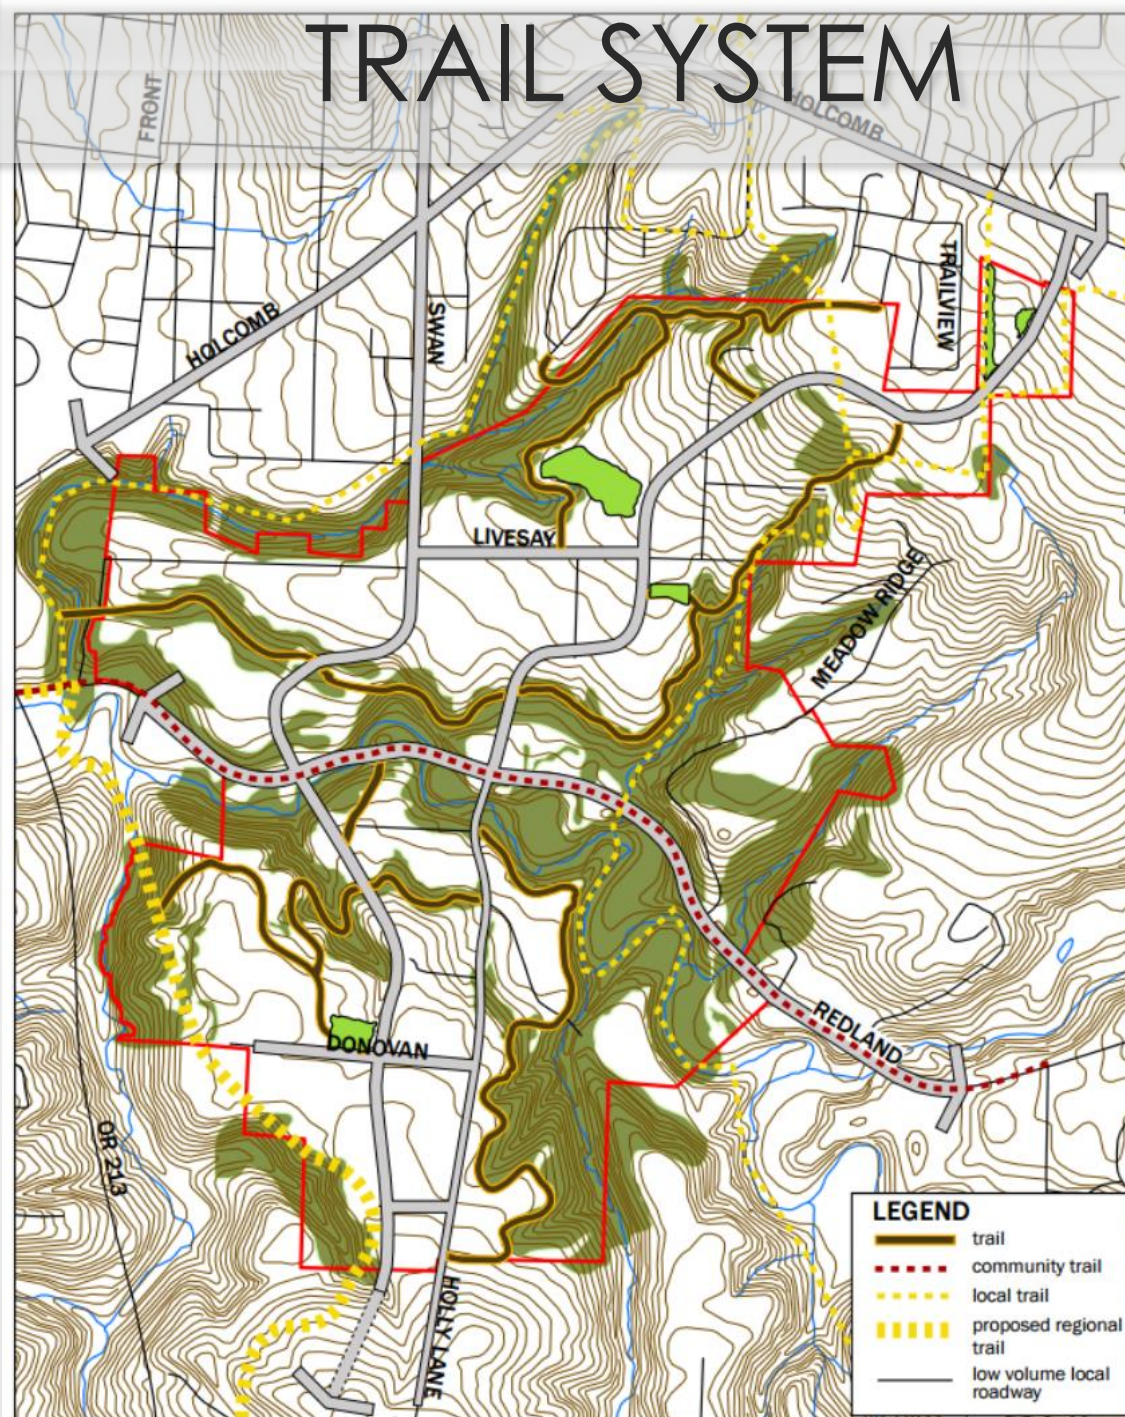 TRAIL SYSTEM
FRONT
HOLCOMB
HOLCOMB
SWAN
TRAILVIEW
LIVESAY
MEADOW RIDGE
REDLAND
DONOVAN
OR 213
HOLLY LANE
LEGEND
trail
community trail
local trail
proposed regional
trail
low volume local
roadway